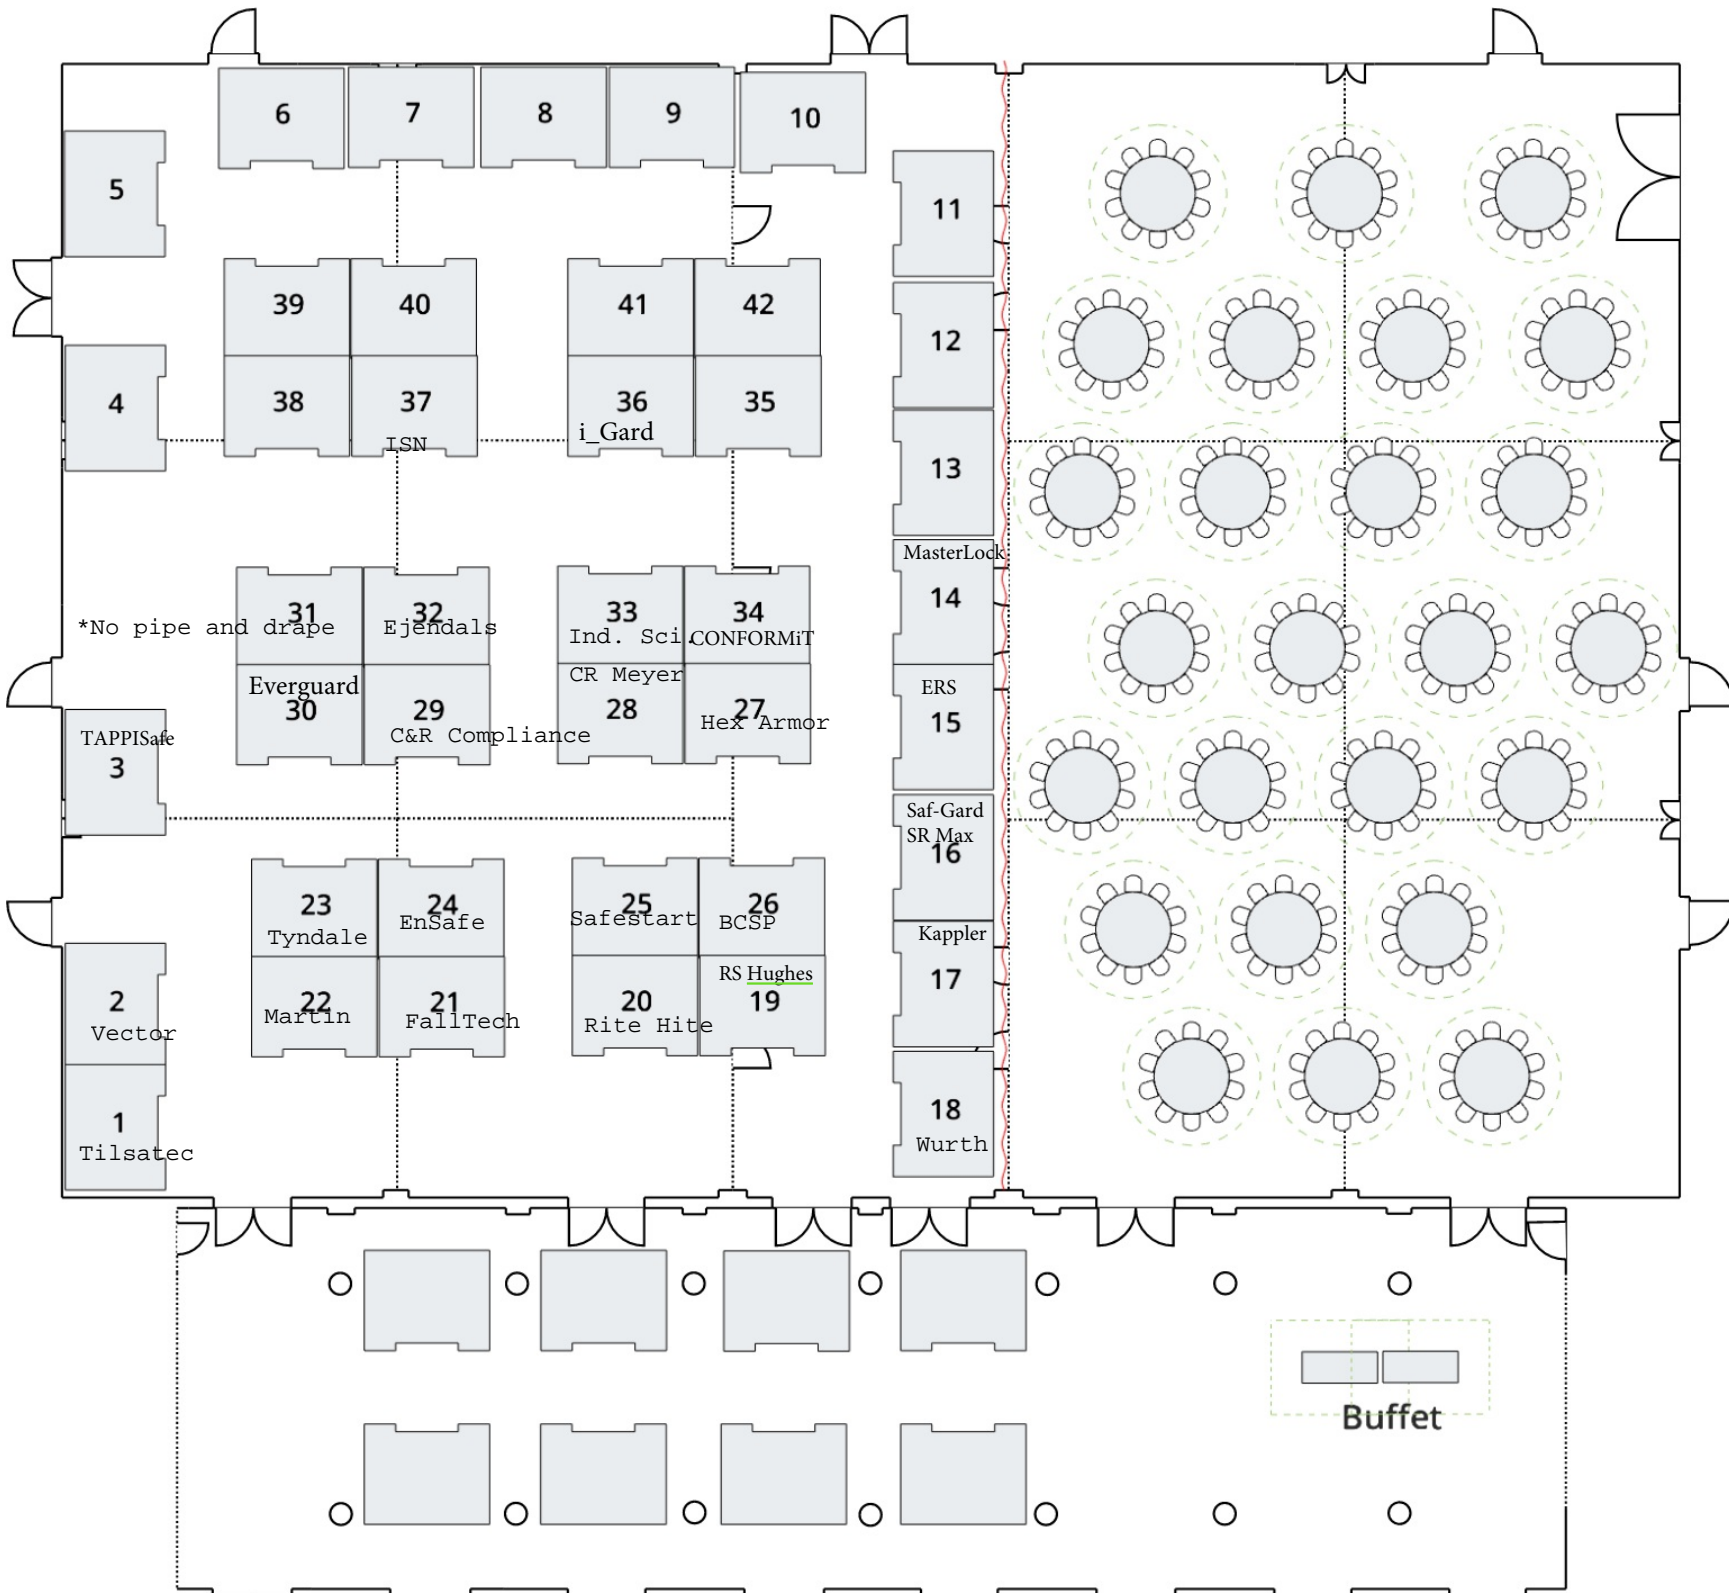 6
7
8
9
10
5
11
39
40
41
42
12
4
38
37
ISN
36
i_Gard
35
13
MasterLock
14
*No pipe and drape
31
32
Ejendals
33
Ind. Sci.
34
CONFORMiT
Everguard
30
29
C&R Compliance
CR Meyer
28
27
Hex Armor
ERS
15
TAPPISafe
3
Saf-Gard
SR Max
16
23
Tyndale
24
EnSafe
25
Safestart
26
BCSP
Kappler
17
2
Vector
22
Martin
21
FallTech
20
Rite Hite
RS Hughes
19
1
Tilsatec
18
Wurth
Buffet